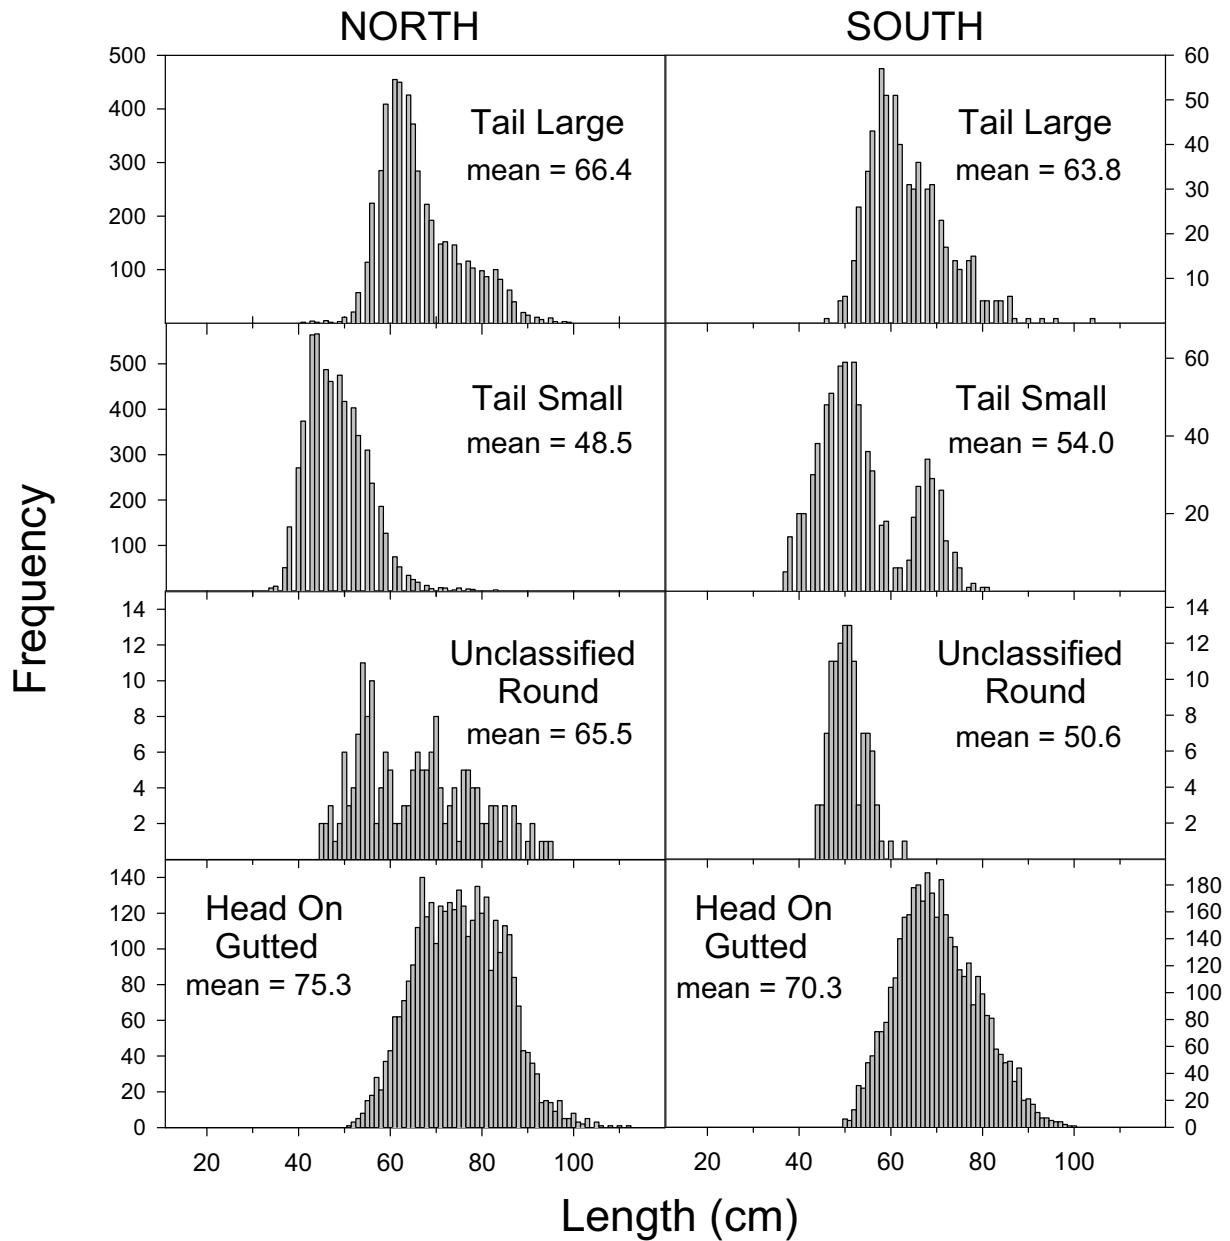 NORTH
SOUTH
500
400
300
200
100
Tail Large
mean = 66.4
Tail Large
mean = 63.8
60
50
40
30
20
10
500
400
300
200
100
Tail Small
mean = 48.5
Tail Small
mean = 54.0
60
40
20
Frequency
14
12
10
8
6
4
2
Unclassified
Round
mean = 65.5
Unclassified
Round
mean = 50.6
14
12
10
8
6
4
2
140
120
100
80
60
40
20
0
Head On
Gutted
mean = 75.3
Head On
Gutted
mean = 70.3
180
160
140
120
100
80
60
40
20
0
20 40 60 80 100
20 40 60 80 100
Length (cm)